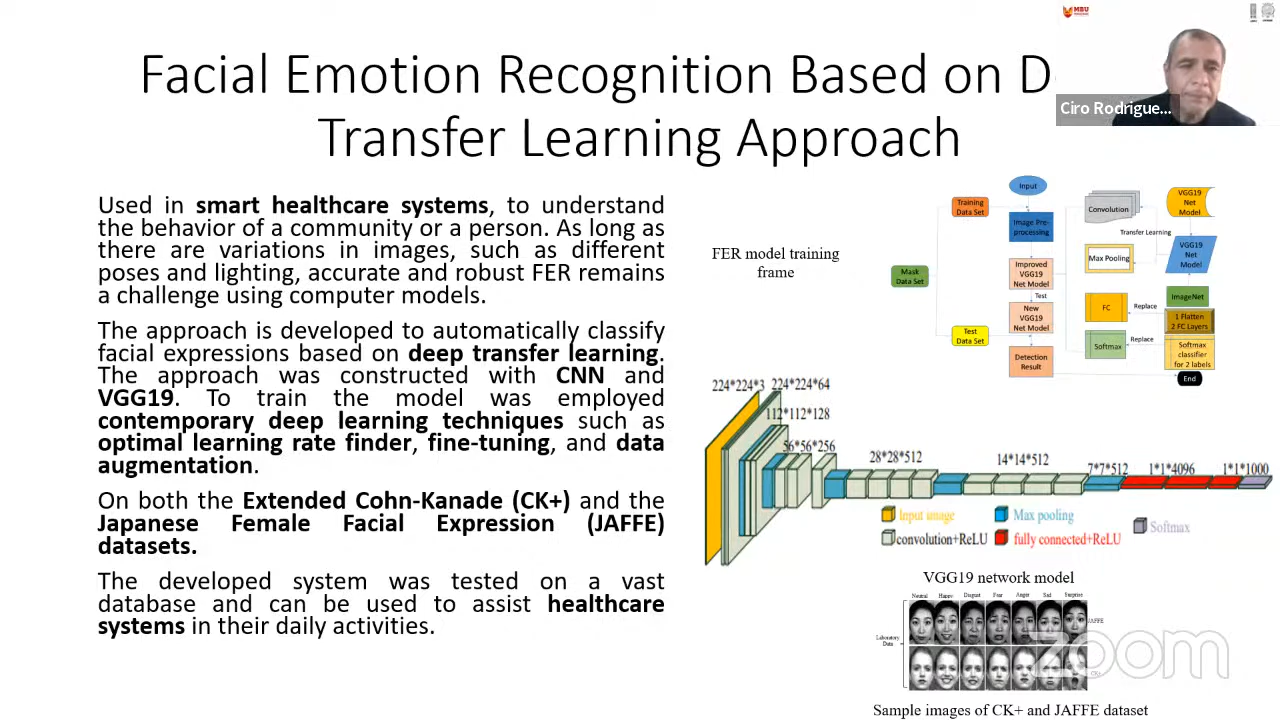 MBU
Facial Emotion Recognition Based on D
Transfer Learning Approach
Ciro Rodrigue...
Used in smart healthcare systems, to understand
the behavior of a community or a person. As long as
there are variations in images, such as different
poses and lighting, accurate and robust FER remains
a challenge using computer models.
The approach is developed to automatically classify
facial expressions based on deep transfer learning.
The approach was constructed with CNN and
VGG19. To train the model was employed
contemporary deep learning techniques such as
optimal learning rate finder, fine-tuning, and data
augmentation.
On both the Extended Cohn-Kanade (CK+) and the
Japanese Female Facial Expression (JAFFE)
datasets.
The developed system was tested on a vast
database and can be used to assist healthcare
systems in their daily activities.
FER model training
frame
Mask
Data Set
Training
Data Set
Test
Data Set
Input
Image Pre-
processing
Improved
VGG19
Net Model
Test
New
VGG19
Net Model
Detection
Result
Convolution
Transfer Learning
Max Pooling
FC
Replace
Softmax
Replace
VGG19
Net
Model
VGG19
Net
Model
ImageNet
1 Flatten
2 FC Layers
Softmax
classifier
for 2 labels
End
224*224*3
224*224*64
112*112*128
56*56*256
28*28*512
14*14*512
7*7*512
1*1*4096
1*1*1000
Input image
Max pooling
Softmax
convolution+ReLU
fully connected+ReLU
VGG19 network model
Neutral Happy Disgust Fear Anger Sad Surprise
Laboratory
Data
JAFFE
zoom
Sample images of CK+ and JAFFE dataset